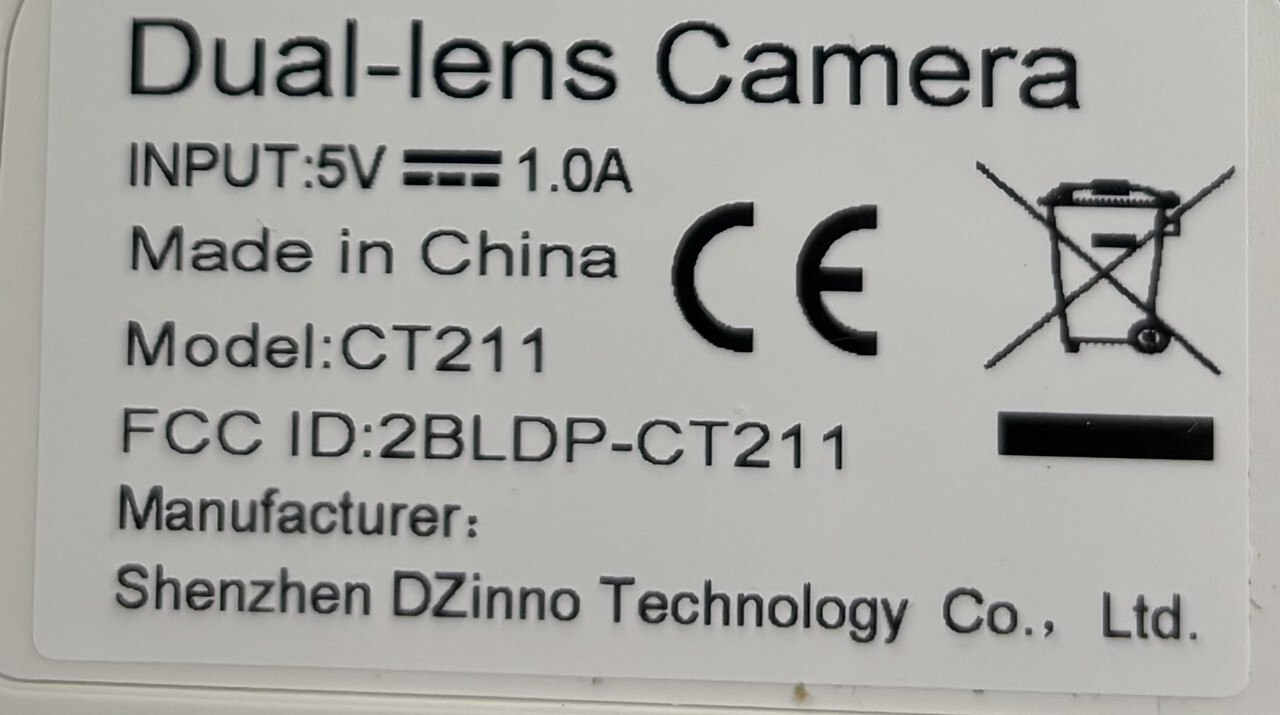 Dual-lens Camera
INPUT:5V ⎓ 1.0A
Made in China
Model:CT211
FCC ID:2BLDP-CT211
Manufacturer:
Shenzhen DZinno Technology Co., Ltd.
CE